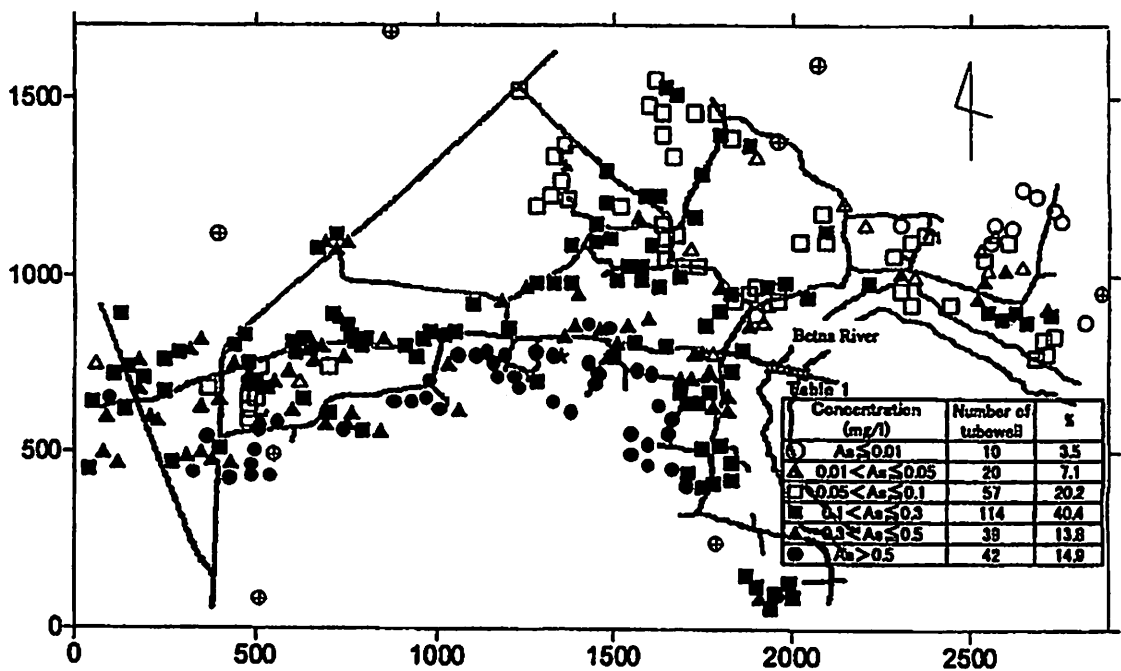 1500
1000
500
0
0
500
1000
1500
2000
2500
Betna River
Table 1
Concentration (mg/l) Number of tubewell %
As≦0.01 10 3.5
0.01<As≦0.05 20 7.1
0.05<As≦0.1 57 20.2
0.1<As≦0.3 114 40.4
0.3<As≦0.5 39 13.8
As>0.5 42 14.9